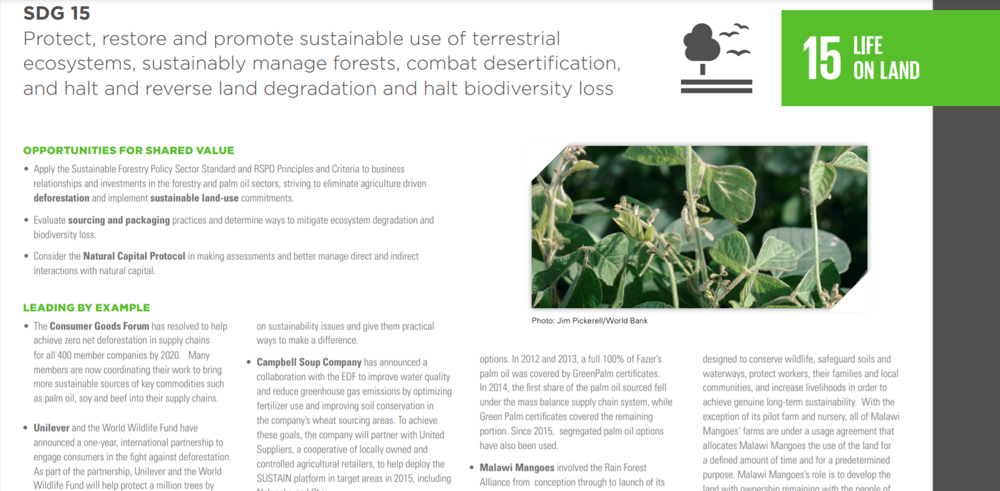 SDG 15
Protect, restore and promote sustainable use of terrestrial
ecosystems, sustainably manage forests, combat desertification,
and halt and reverse land degradation and halt biodiversity loss
15 LIFE
ON LAND
OPPORTUNITIES FOR SHARED VALUE
• Apply the Sustainable Forestry Policy Sector Standard and RSPO Principles and Criteria to business
relationships and investments in the forestry and palm oil sectors, striving to eliminate agriculture driven
deforestation and implement sustainable land-use commitments.
• Evaluate sourcing and packaging practices and determine ways to mitigate ecosystem degradation and
biodiversity loss.
• Consider the Natural Capital Protocol in making assessments and better manage direct and indirect
interactions with natural capital.
Photo: Jim Pickerell/World Bank
LEADING BY EXAMPLE
• The Consumer Goods Forum has resolved to help
achieve zero net deforestation in supply chains
for all 400 member companies by 2020. Many
members are now coordinating their work to bring
more sustainable sources of key commodities such
as palm oil, soy and beef into their supply chains.
• Unilever and the World Wildlife Fund have
announced a one-year, international partnership to
engage consumers in the fight against deforestation.
As part of the partnership, Unilever and the World
Wildlife Fund will help protect a million trees by
on sustainability issues and give them practical
ways to make a difference.
• Campbell Soup Company has announced a
collaboration with the EDF to improve water quality
and reduce greenhouse gas emissions by optimizing
fertilizer use and improving soil conservation in
the company's wheat sourcing areas. To achieve
these goals, the company will partner with United
Suppliers, a cooperative of locally owned and
controlled agricultural retailers, to help deploy the
SUSTAIN platform in target areas in 2015, including
options. In 2012 and 2013, a full 100% of Fazer's
palm oil was covered by GreenPalm certificates.
In 2014, the first share of the palm oil sourced fell
under the mass balance supply chain system, while
Green Palm certificates covered the remaining
portion. Since 2015, segregated palm oil options
have also been used.
• Malawi Mangoes involved the Rain Forest
Alliance from conception through to launch of its
designed to conserve wildlife, safeguard soils and
waterways, protect workers, their families and local
communities, and increase livelihoods in order to
achieve genuine long-term sustainability. With the
exception of its pilot farm and nursery, all of Malawi
Mangoes' farms are under a usage agreement that
allocates Malawi Mangoes the use of the land for
a defined amount of time and for a predetermined
purpose. Malawi Mangoes's role is to develop the
land with ownership remaining with the people of